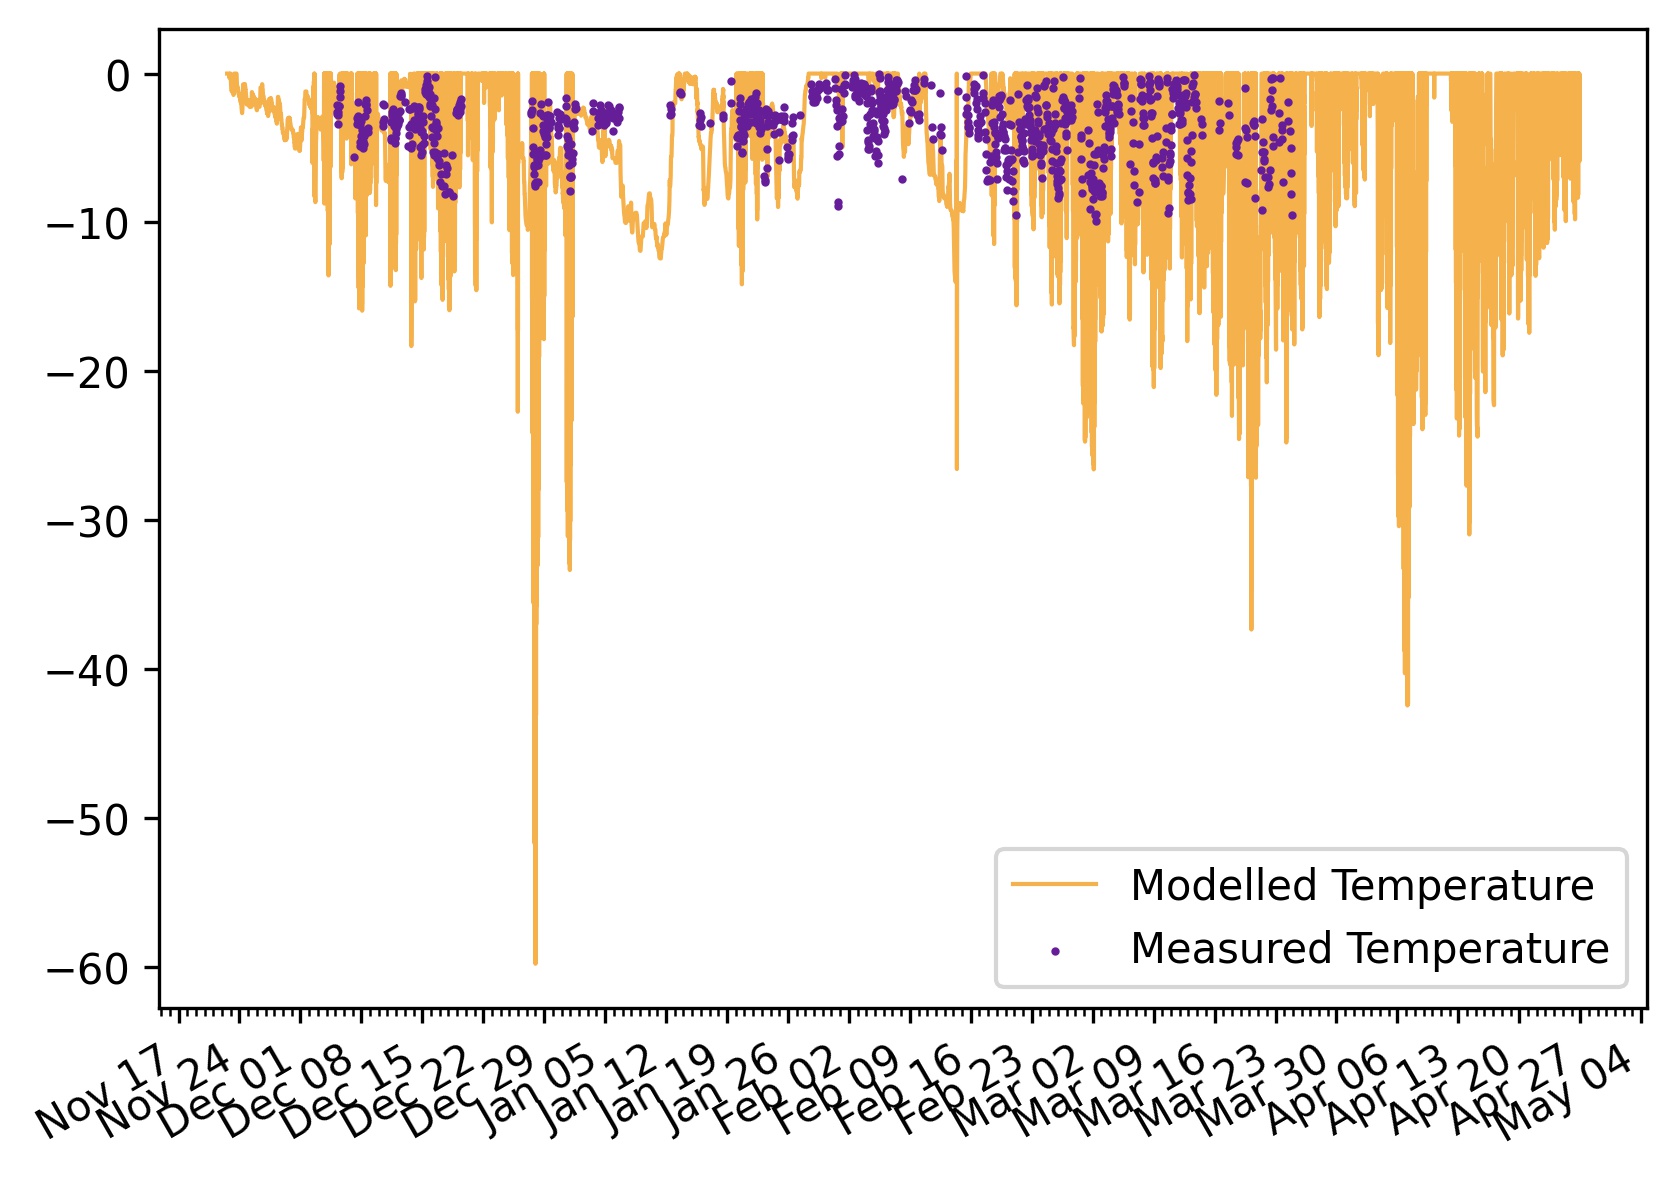 0
−10
−20
−30
−40
−50
−60
Modelled Temperature
Measured Temperature
Nov 17
Nov 24
Dec 01
Dec 08
Dec 15
Dec 22
Dec 29
Jan 05
Jan 12
Jan 19
Jan 26
Feb 02
Feb 09
Feb 16
Feb 23
Mar 02
Mar 09
Mar 16
Mar 23
Mar 30
Apr 06
Apr 13
Apr 20
Apr 27
May 04